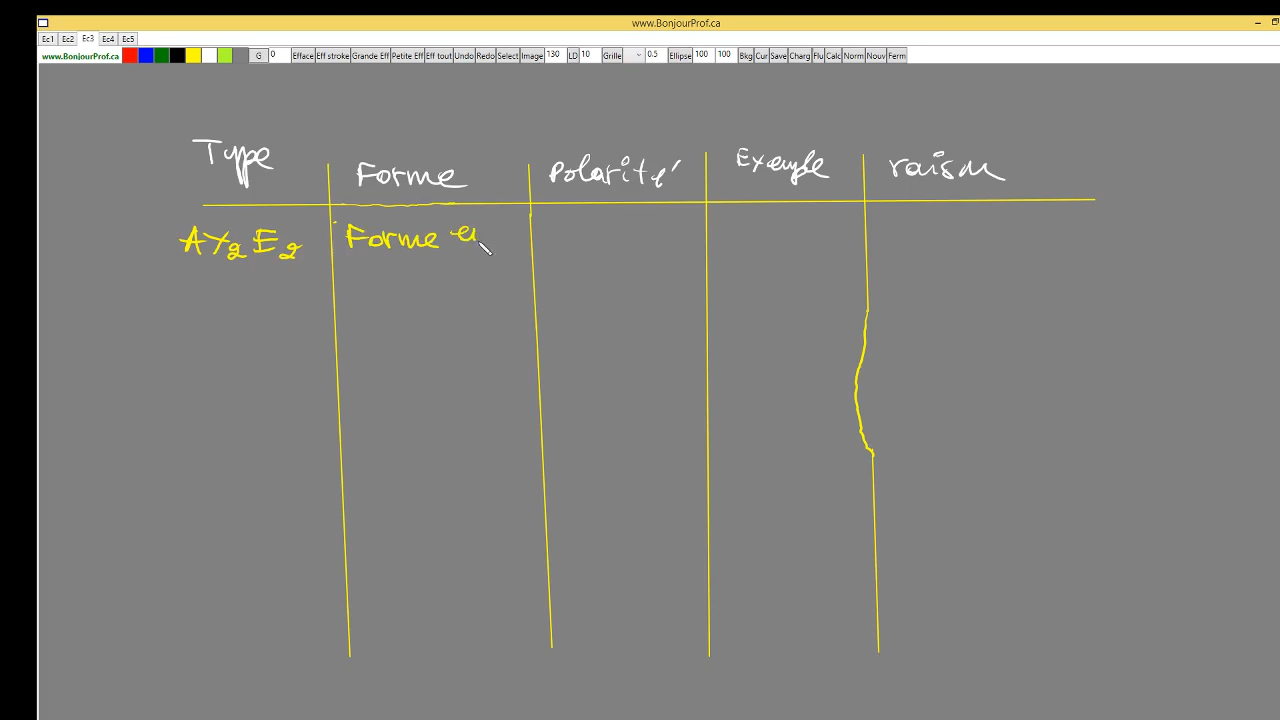 www.BonjourProf.ca
Ec1 Ec2 Ec3 Ec4 Ec5
www.BonjourProf.ca G 0 Efface Eff stroke Grande Eff Petite Eff Eff tout Undo Redo Select Image 130 LD 10 Grille 0.5 Ellipse 100 100 Bkg Cur Save Charg Flu Calc Norm Nouv Ferm
Type Forme Polarité Exemple raison
AX2E2 Forme en